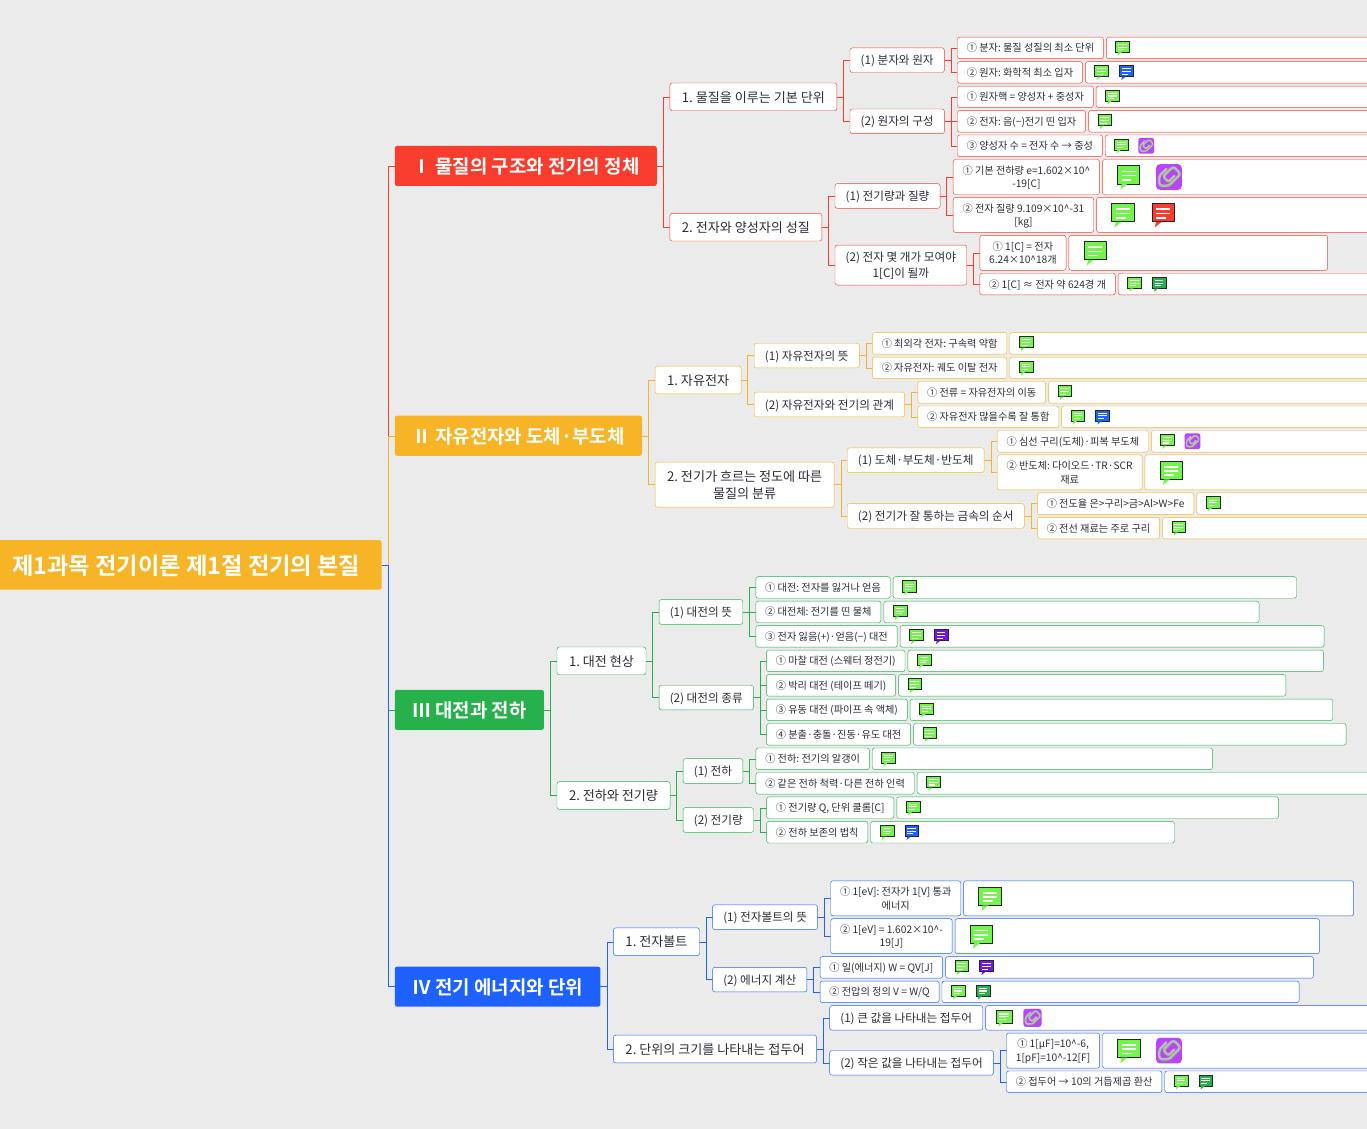 제1과목 전기이론 제1절 전기의 본질
Ⅰ 물질의 구조와 전기의 정체
1. 물질을 이루는 기본 단위
(1) 분자와 원자
① 분자: 물질 성질의 최소 단위
② 원자: 화학적 최소 입자
(2) 원자의 구성
① 원자핵 = 양성자 + 중성자
② 전자: 음(−)전기 띤 입자
③ 양성자 수 = 전자 수 → 중성
2. 전자와 양성자의 성질
(1) 전기량과 질량
① 기본 전하량 e=1.602×10^
-19[C]
② 전자 질량 9.109×10^-31
[kg]
(2) 전자 몇 개가 모여야
1[C]이 될까
① 1[C] = 전자
6.24×10^18개
② 1[C] ≈ 전자 약 624경 개
II 자유전자와 도체·부도체
1. 자유전자
(1) 자유전자의 뜻
① 최외각 전자: 구속력 약함
② 자유전자: 궤도 이탈 전자
(2) 자유전자와 전기의 관계
① 전류 = 자유전자의 이동
② 자유전자 많을수록 잘 통함
2. 전기가 흐르는 정도에 따른
물질의 분류
(1) 도체·부도체·반도체
① 심선 구리(도체)·피복 부도체
② 반도체: 다이오드·TR·SCR
재료
(2) 전기가 잘 통하는 금속의 순서
① 전도율 은>구리>금>Al>W>Fe
② 전선 재료는 주로 구리
III 대전과 전하
1. 대전 현상
(1) 대전의 뜻
① 대전: 전자를 잃거나 얻음
② 대전체: 전기를 띤 물체
③ 전자 잃음(+)·얻음(−) 대전
(2) 대전의 종류
① 마찰 대전 (스웨터 정전기)
② 박리 대전 (테이프 떼기)
③ 유동 대전 (파이프 속 액체)
④ 분출·충돌·진동·유도 대전
2. 전하와 전기량
(1) 전하
① 전하: 전기의 알갱이
② 같은 전하 척력·다른 전하 인력
(2) 전기량
① 전기량 Q, 단위 쿨롬[C]
② 전하 보존의 법칙
IV 전기 에너지와 단위
1. 전자볼트
(1) 전자볼트의 뜻
① 1[eV]: 전자가 1[V] 통과
에너지
② 1[eV] = 1.602×10^-
19[J]
(2) 에너지 계산
① 일(에너지) W = QV[J]
② 전압의 정의 V = W/Q
2. 단위의 크기를 나타내는 접두어
(1) 큰 값을 나타내는 접두어
(2) 작은 값을 나타내는 접두어
① 1[μF]=10^-6,
1[pF]=10^-12[F]
② 접두어 → 10의 거듭제곱 환산